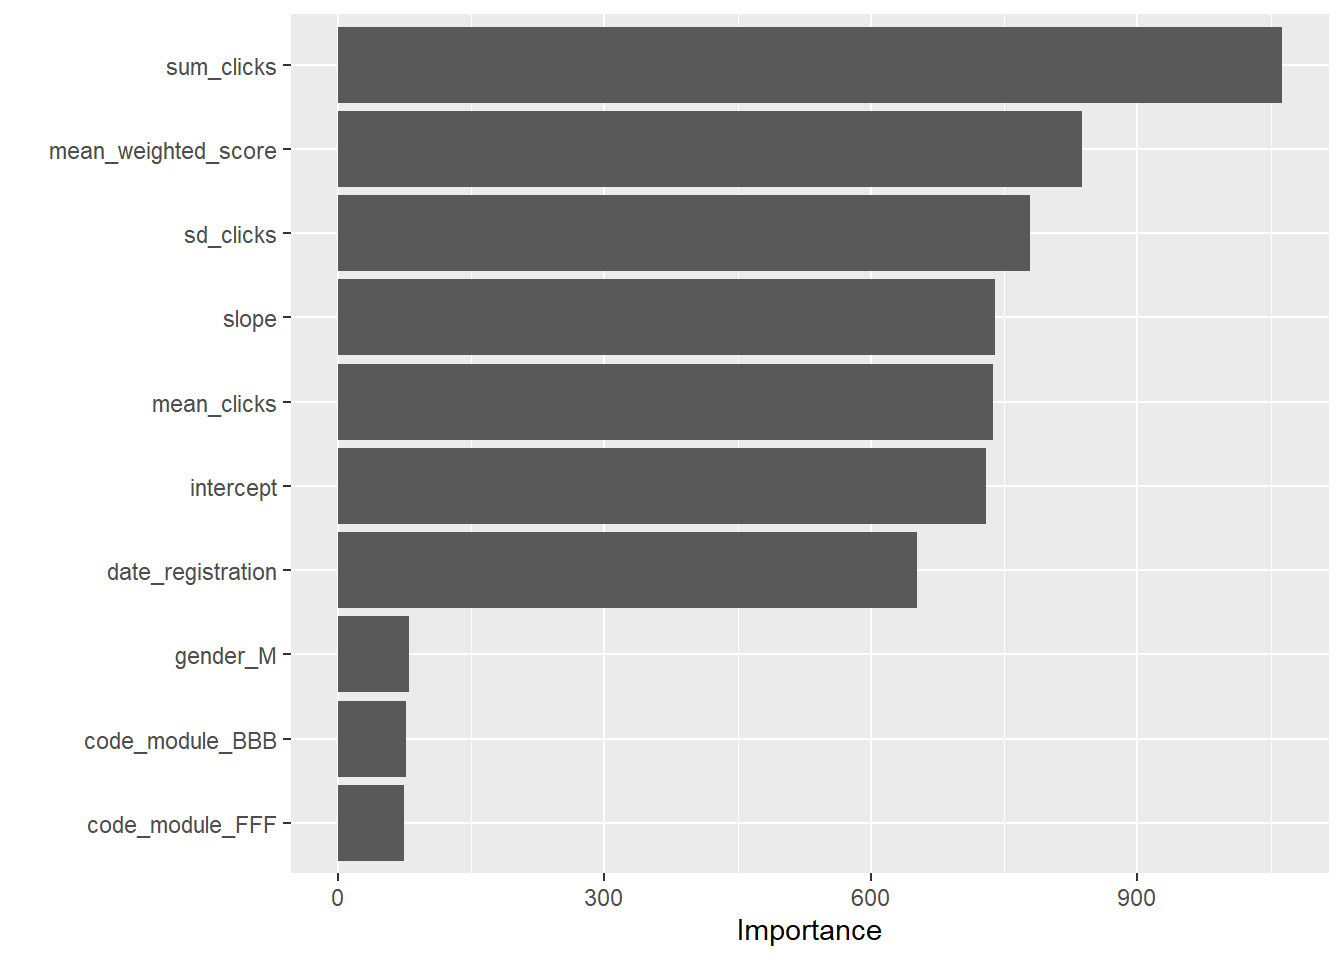 sum_clicks
mean_weighted_score
sd_clicks
slope
mean_clicks
intercept
date_registration
gender_M
code_module_BBB
code_module_FFF
0 300 600 900
Importance